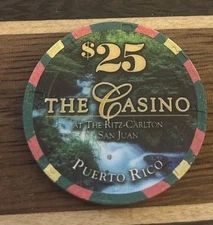 $25
THE CASINO
AT THE RITZ-CARLTON
SAN JUAN
PUERTO RICO